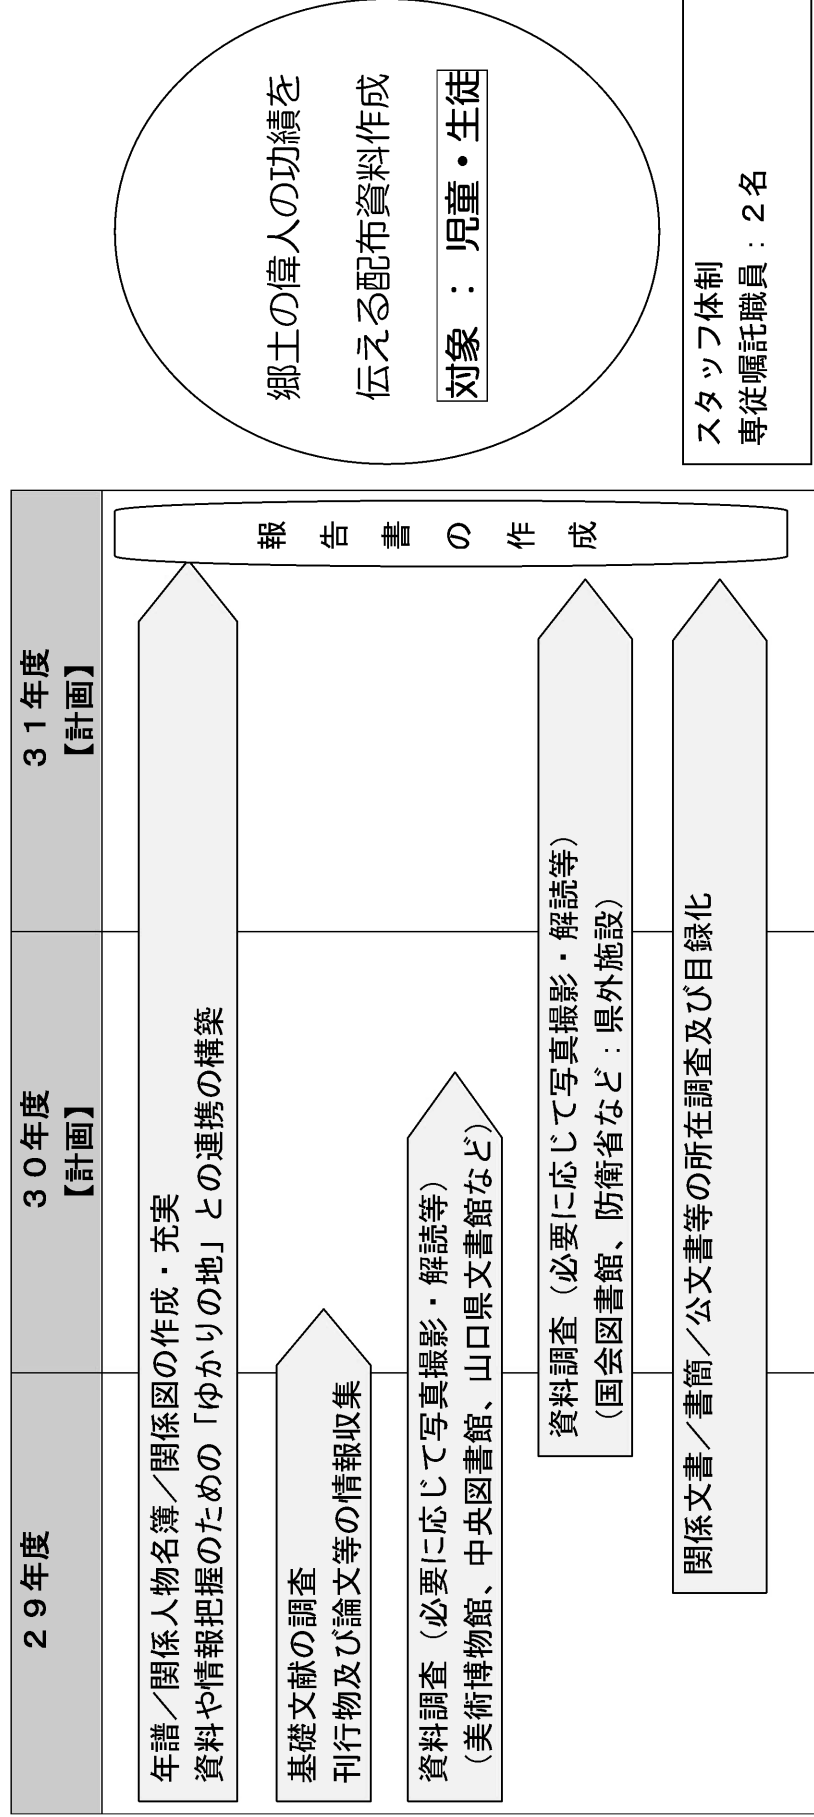 ２９年度
３０年度
【計画】
３１年度
【計画】
年譜／関係人物名簿／関係図の作成・充実
資料や情報把握のための「ゆかりの地」との連携の構築
基礎文献の調査
刊行物及び論文等の情報収集
資料調査（必要に応じて写真撮影・解読等）
（美術博物館、中央図書館、山口県文書館など）
資料調査（必要に応じて写真撮影・解読等）
（国会図書館、防衛省など：県外施設）
関係文書／書簡／公文書等の所在調査及び目録化
報告書の作成
郷土の偉人の功績を
伝える配布資料作成
対象：児童・生徒
スタッフ体制
専従嘱託職員：２名